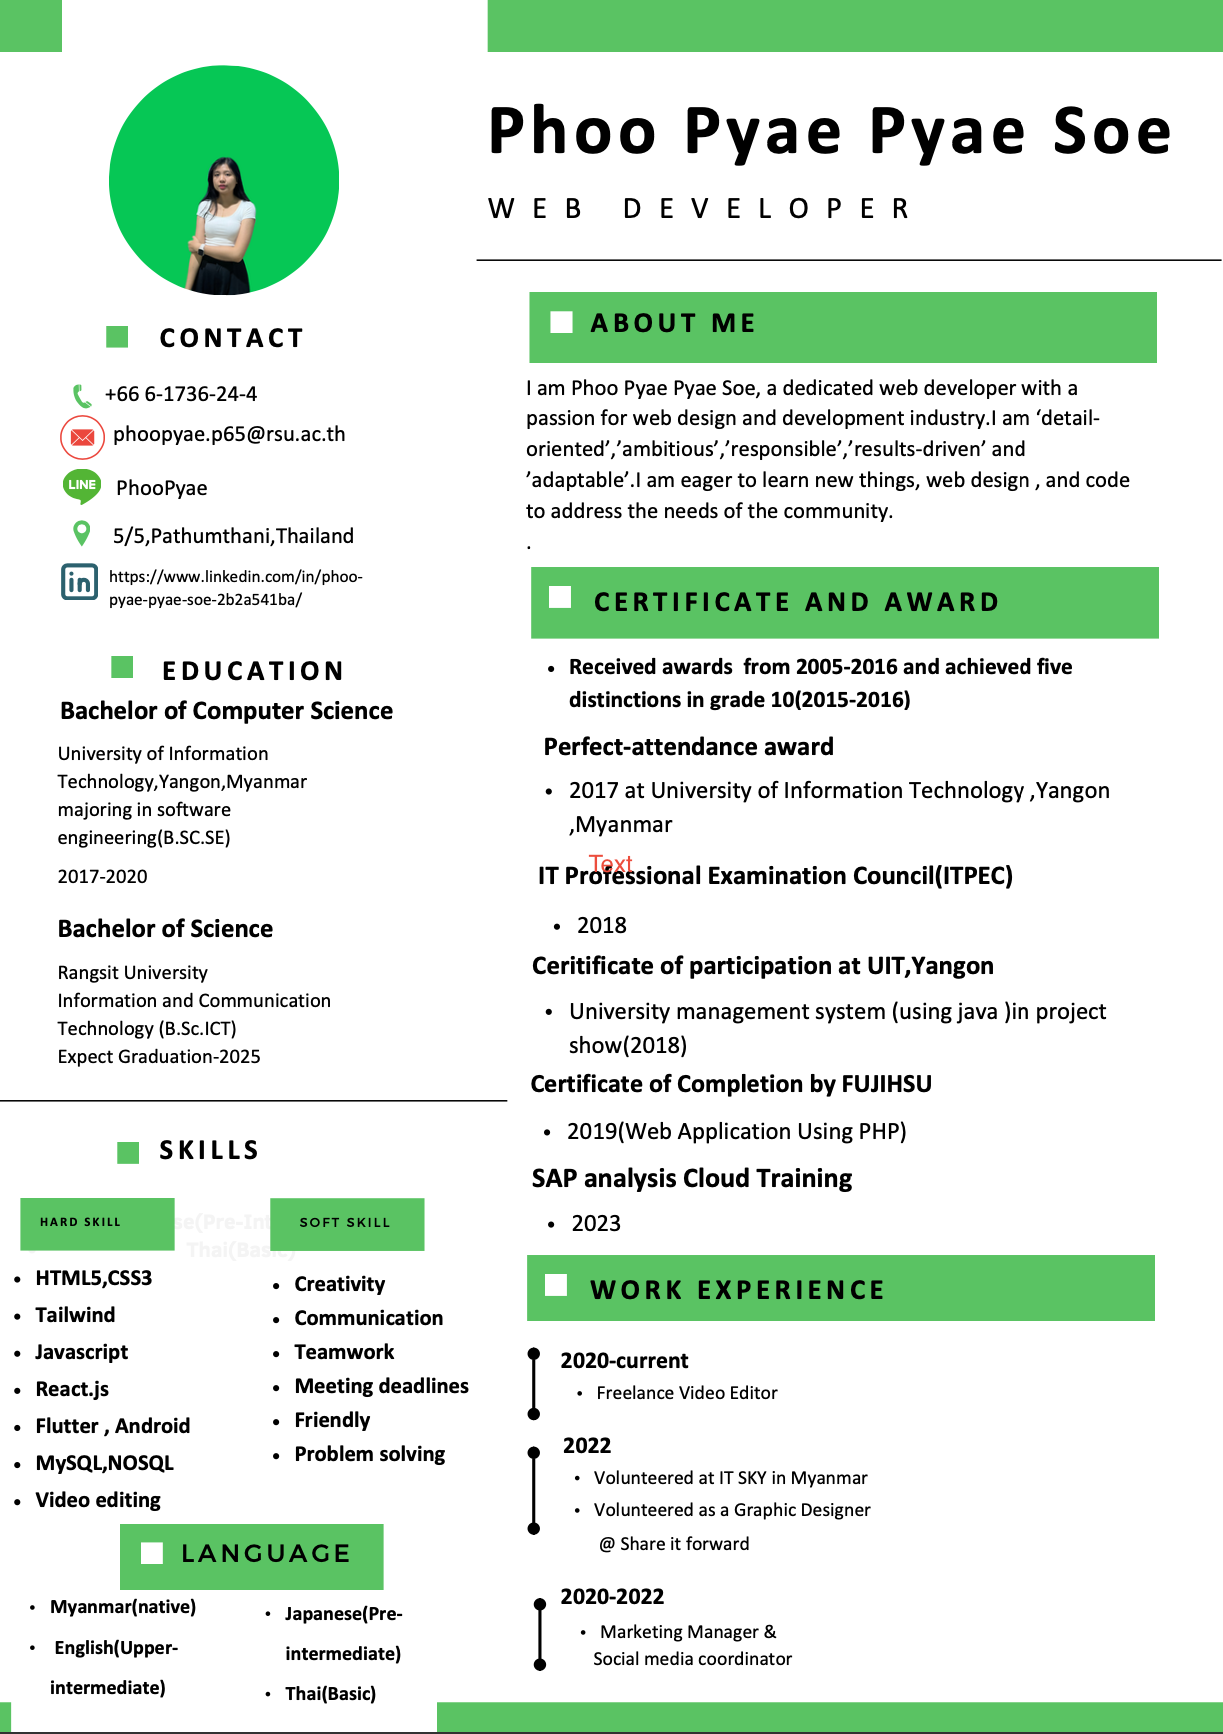 Phoo Pyae Pyae Soe
WEB DEVELOPER
CONTACT
+66 6-1736-24-4
phoopyae.p65@rsu.ac.th
LINE
PhooPyae
5/5,Pathumthani,Thailand
in
https://www.linkedin.com/in/phoo-
pyae-pyae-soe-2b2a541ba/
EDUCATION
Bachelor of Computer Science
University of Information
Technology,Yangon,Myanmar
majoring in software
engineering(B.SC.SE)
2017-2020
Bachelor of Science
Rangsit University
Information and Communication
Technology (B.Sc.ICT)
Expect Graduation-2025
SKILLS
HARD SKILL
• HTML5,CSS3
• Tailwind
• Javascript
• React.js
• Flutter , Android
• MySQL,NOSQL
• Video editing
SOFT SKILL
• Creativity
• Communication
• Teamwork
• Meeting deadlines
• Friendly
• Problem solving
Thai(Basic)
LANGUAGE
• Myanmar(native)
• English(Upper-
intermediate)
• Japanese(Pre-
intermediate)
• Thai(Basic)
ABOUT ME
I am Phoo Pyae Pyae Soe, a dedicated web developer with a
passion for web design and development industry.I am ‘detail-
oriented’,’ambitious’,’responsible’,’results-driven’ and
’adaptable’.I am eager to learn new things, web design , and code
to address the needs of the community.
.
CERTIFICATE AND AWARD
• Received awards from 2005-2016 and achieved five
distinctions in grade 10(2015-2016)
Perfect-attendance award
• 2017 at University of Information Technology ,Yangon
,Myanmar
Text
IT Professional Examination Council(ITPEC)
• 2018
Ceritificate of participation at UIT,Yangon
• University management system (using java )in project
show(2018)
Certificate of Completion by FUJIHSU
• 2019(Web Application Using PHP)
SAP analysis Cloud Training
• 2023
WORK EXPERIENCE
2020-current
• Freelance Video Editor
2022
• Volunteered at IT SKY in Myanmar
• Volunteered as a Graphic Designer
@ Share it forward
2020-2022
• Marketing Manager &
Social media coordinator